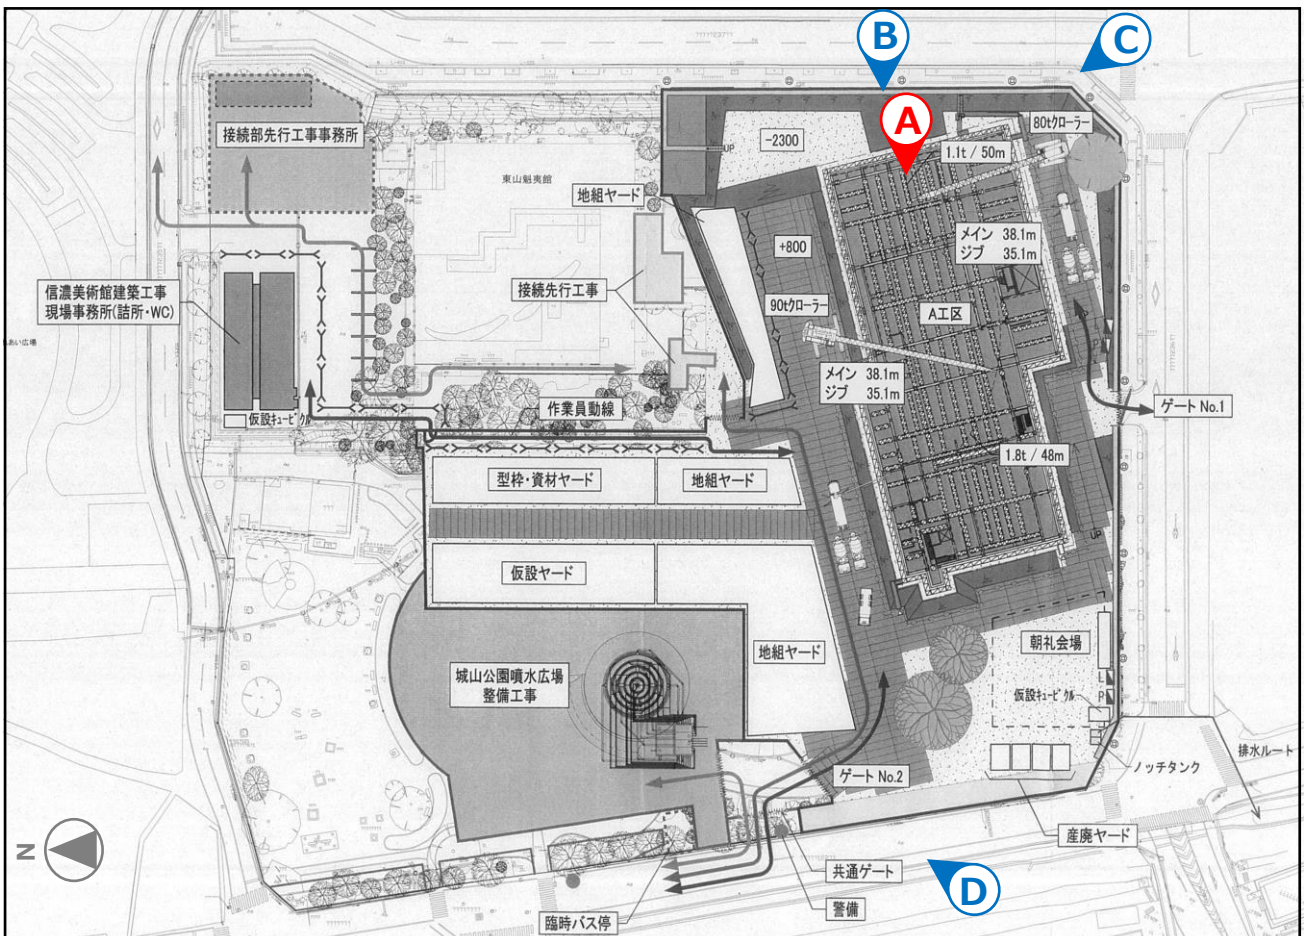 B
C
A
接続部先行工事事務所
-2300
80tクローラー
UP
1.1t / 50m
東山魁夷館
地組ヤード
メイン 38.1m
ジブ 35.1m
+800
信濃美術館建築工事
現場事務所(詰所・WC)
接続先行工事
90tクローラー
A工区
あい広場
メイン 38.1m
ジブ 35.1m
ゲート No.1
作業員動線
仮設キュービクル
1.8t / 48m
型枠・資材ヤード
地組ヤード
UP
仮設ヤード
朝礼会場
地組ヤード
城山公園噴水広場
整備工事
L
P
仮設キュービクル
排水ルート
ゲート No.2
ノッチタンク
産廃ヤード
N
共通ゲート
D
警備
臨時バス停